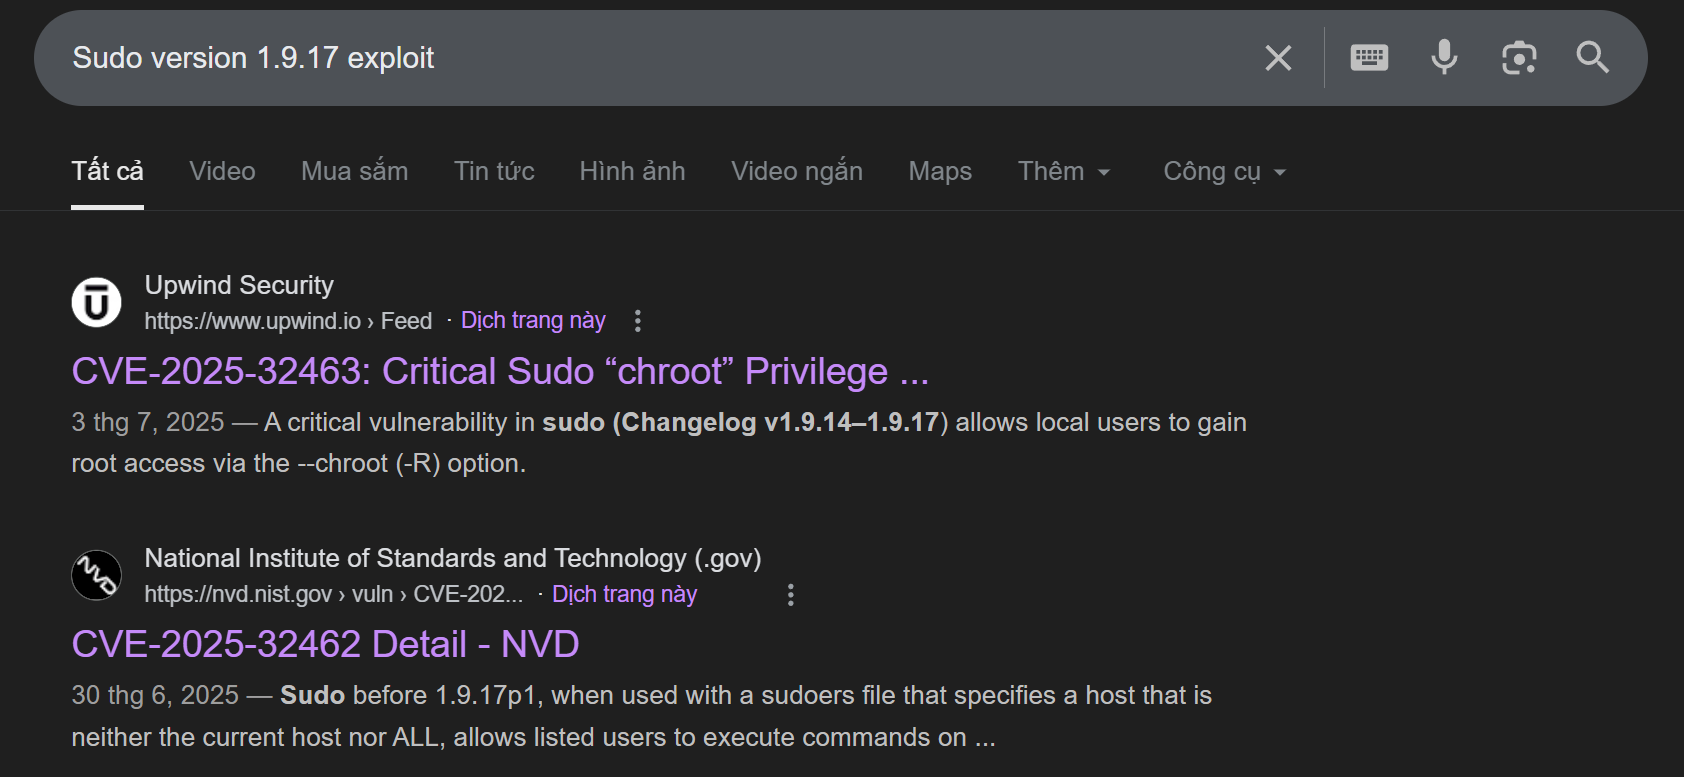 Sudo version 1.9.17 exploit
Tất cả Video Mua sắm Tin tức Hình ảnh Video ngắn Maps Thêm Công cụ
Upwind Security
https://www.upwind.io › Feed · Dịch trang này
CVE-2025-32463: Critical Sudo “chroot” Privilege ...
3 thg 7, 2025 — A critical vulnerability in sudo (Changelog v1.9.14–1.9.17) allows local users to gain
root access via the --chroot (-R) option.
NVD
National Institute of Standards and Technology (.gov)
https://nvd.nist.gov › vuln › CVE-202... · Dịch trang này
CVE-2025-32462 Detail - NVD
30 thg 6, 2025 — Sudo before 1.9.17p1, when used with a sudoers file that specifies a host that is
neither the current host nor ALL, allows listed users to execute commands on ...